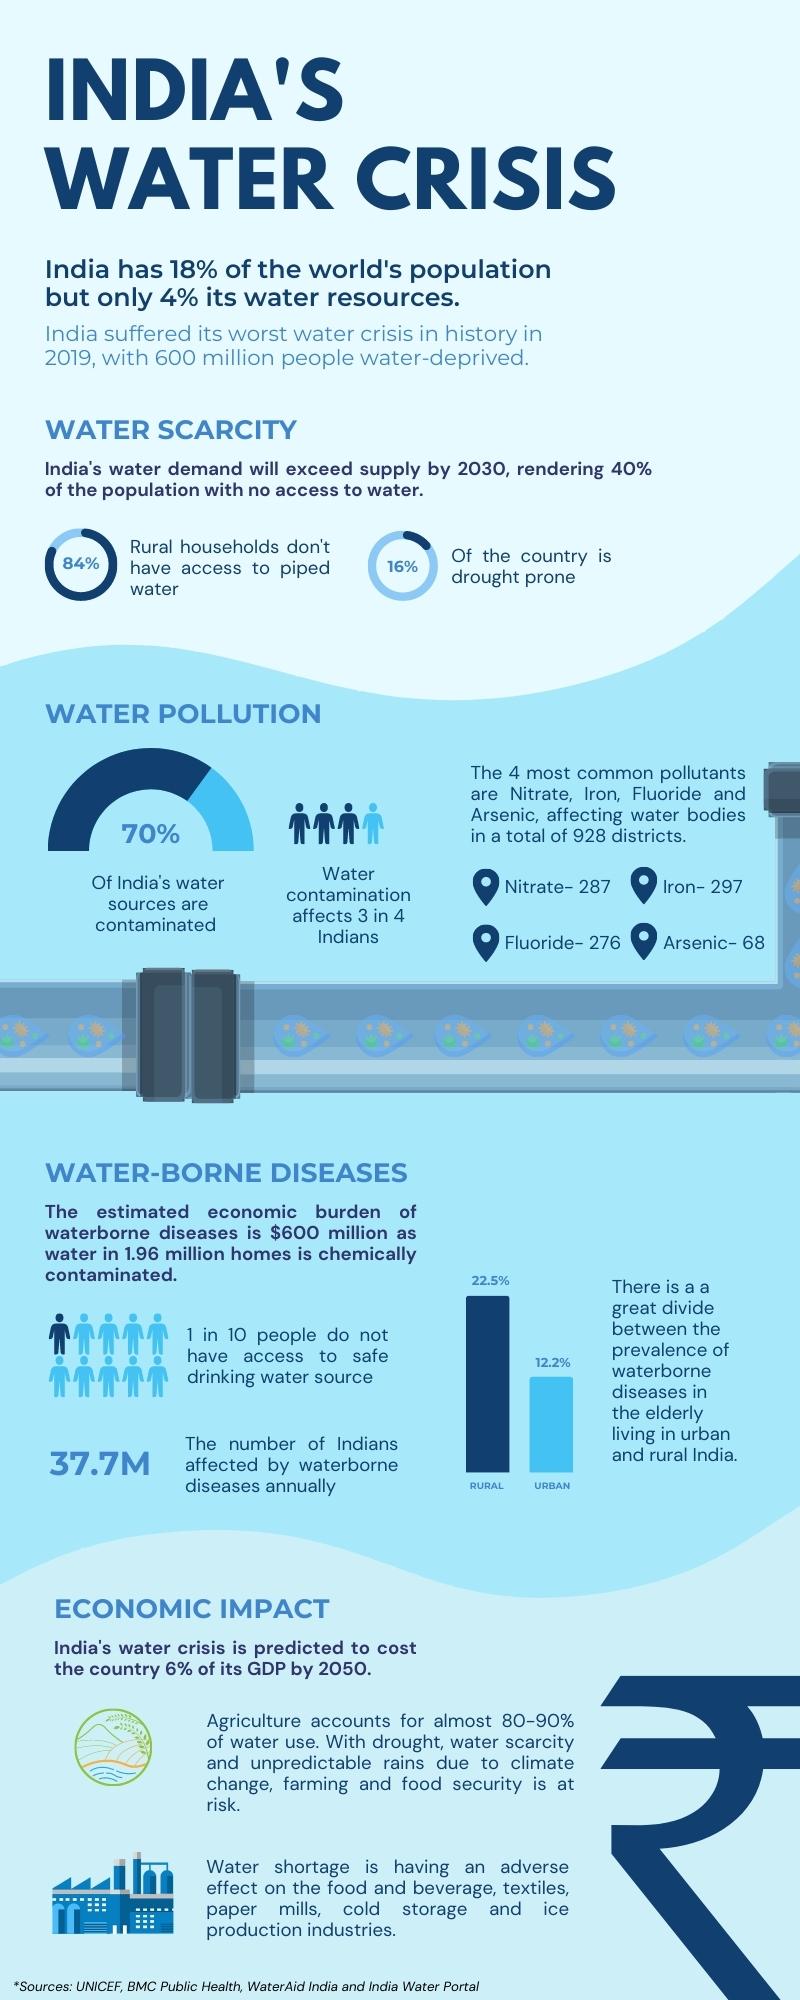 INDIA'S
WATER CRISIS
India has 18% of the world's population
but only 4% its water resources.
India suffered its worst water crisis in history in
2019, with 600 million people water-deprived.
WATER SCARCITY
India's water demand will exceed supply by 2030, rendering 40%
of the population with no access to water.
84%
Rural households don't
have access to piped
water
16%
Of the country is
drought prone
WATER POLLUTION
70%
Of India's water
sources are
contaminated
Water
contamination
affects 3 in 4
Indians
The 4 most common pollutants
are Nitrate, Iron, Fluoride and
Arsenic, affecting water bodies
in a total of 928 districts.
Nitrate- 287
Iron- 297
Fluoride- 276
Arsenic- 68
WATER-BORNE DISEASES
The estimated economic burden of
waterborne diseases is $600 million as
water in 1.96 million homes is chemically
contaminated.
1 in 10 people do not
have access to safe
drinking water source
37.7M
The number of Indians
affected by waterborne
diseases annually
22.5%
12.2%
RURAL
URBAN
There is a a
great divide
between the
prevalence of
waterborne
diseases in
the elderly
living in urban
and rural India.
ECONOMIC IMPACT
India's water crisis is predicted to cost
the country 6% of its GDP by 2050.
Agriculture accounts for almost 80-90%
of water use. With drought, water scarcity
and unpredictable rains due to climate
change, farming and food security is at
risk.
Water shortage is having an adverse
effect on the food and beverage, textiles,
paper mills, cold storage and ice
production industries.
₹
*Sources: UNICEF, BMC Public Health, WaterAid India and India Water Portal